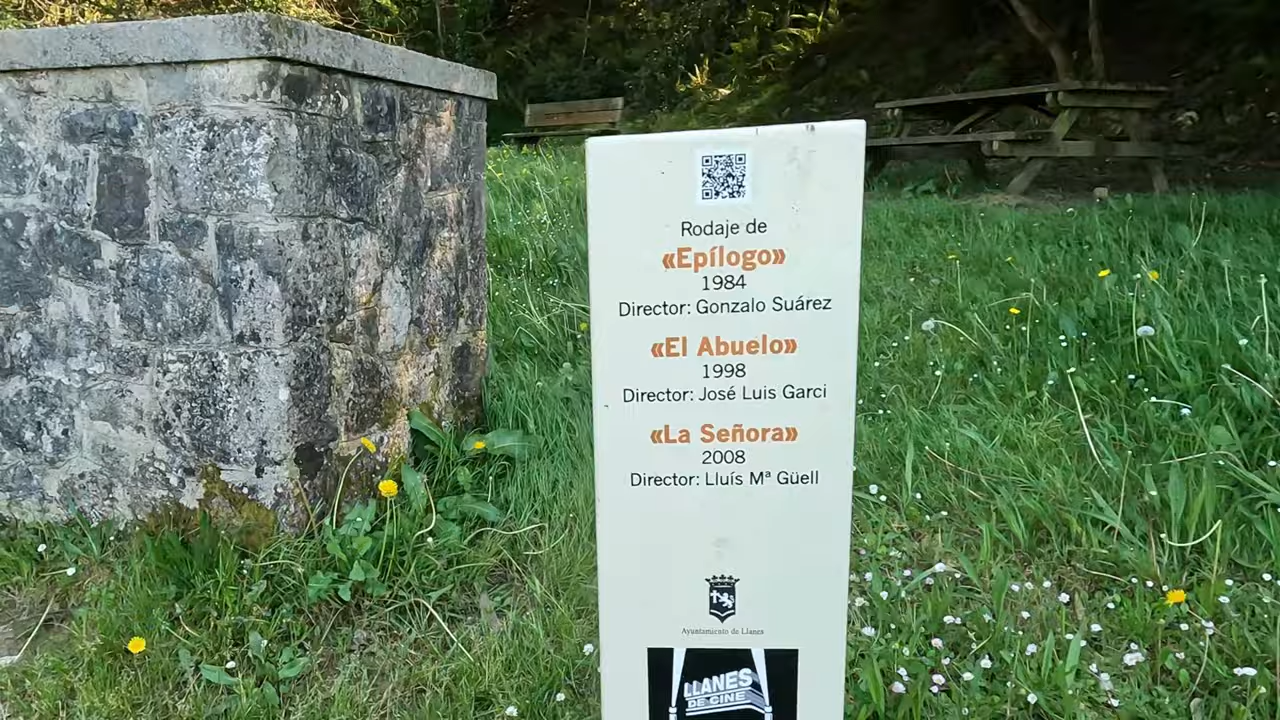 Rodaje de
«Epílogo»
1984
Director: Gonzalo Suárez
«El Abuelo»
1998
Director: José Luis Garci
«La Señora»
2008
Director: Lluís Mª Güell
Ayuntamiento de Llanes
LLANES
DE CINE